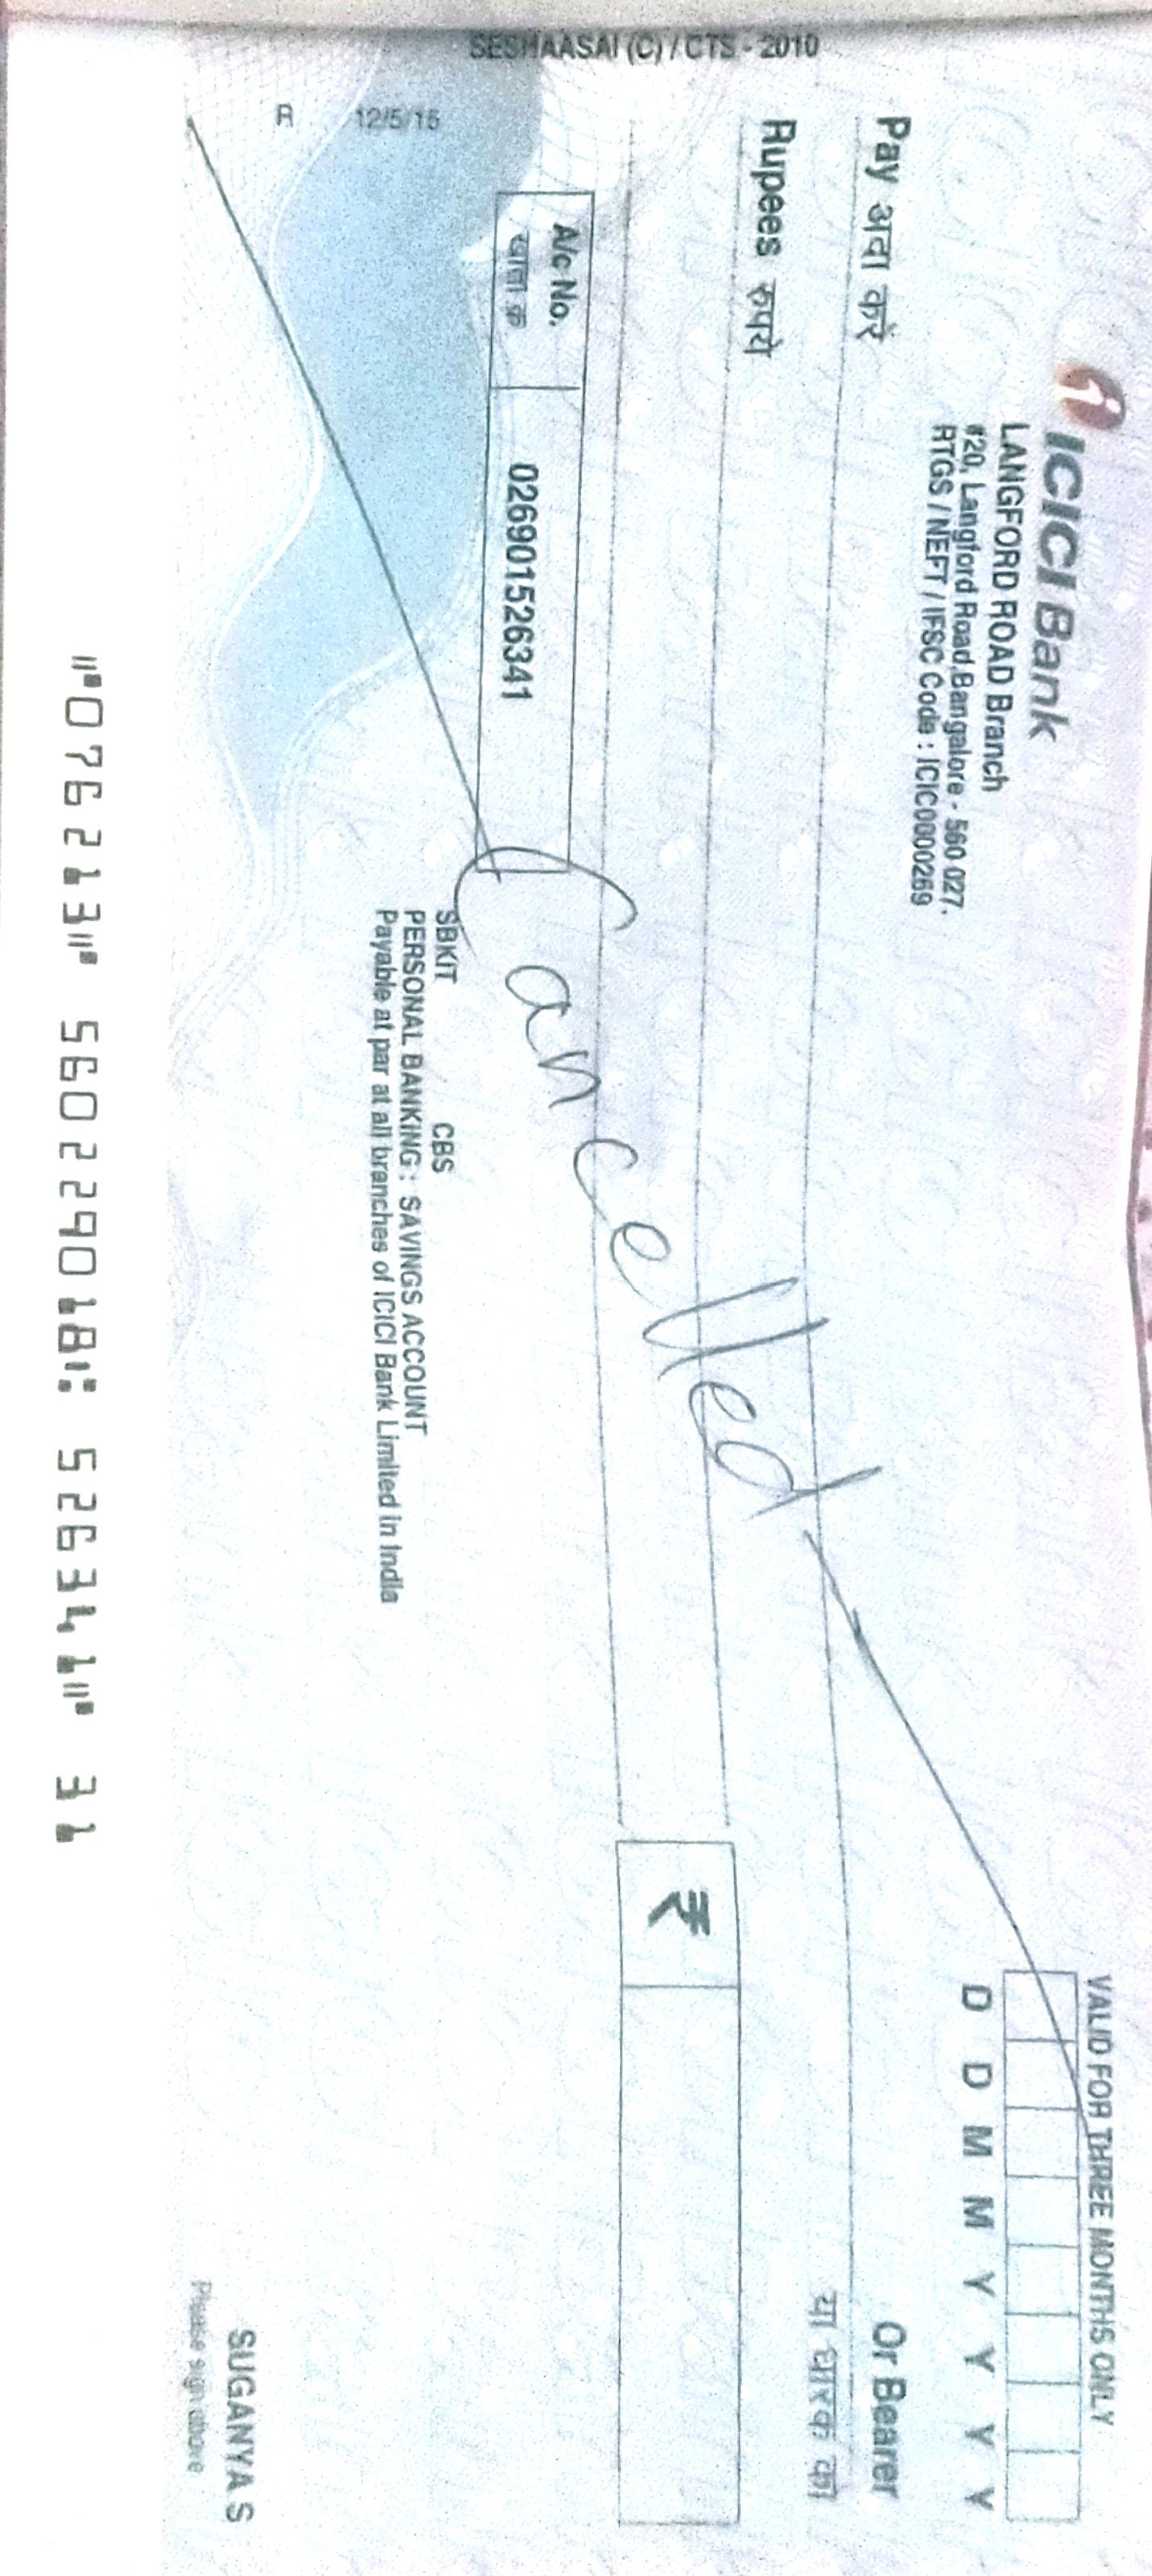 ICICI Bank
LANGFORD ROAD Branch
#20, Langford Road,Bangalore - 560 027.
RTGS / NEFT / IFSC Code : ICIC0000269
VALID FOR THREE MONTHS ONLY
D D M M Y Y Y Y
Pay अदा करें
Or Bearer
या धारक को
Rupees रुपये
₹
Cancelled
A/c No.
खाता क्र
026901526341
SBKIT CBS
PERSONAL BANKING : SAVINGS ACCOUNT
Payable at par at all branches of ICICI Bank Limited in India
SESHAASAI (C) / CTS - 2010
R 12/5/15
SUGANYA S
Please sign above
⑈076213⑈ 560229018⑆ 526341⑈ 31